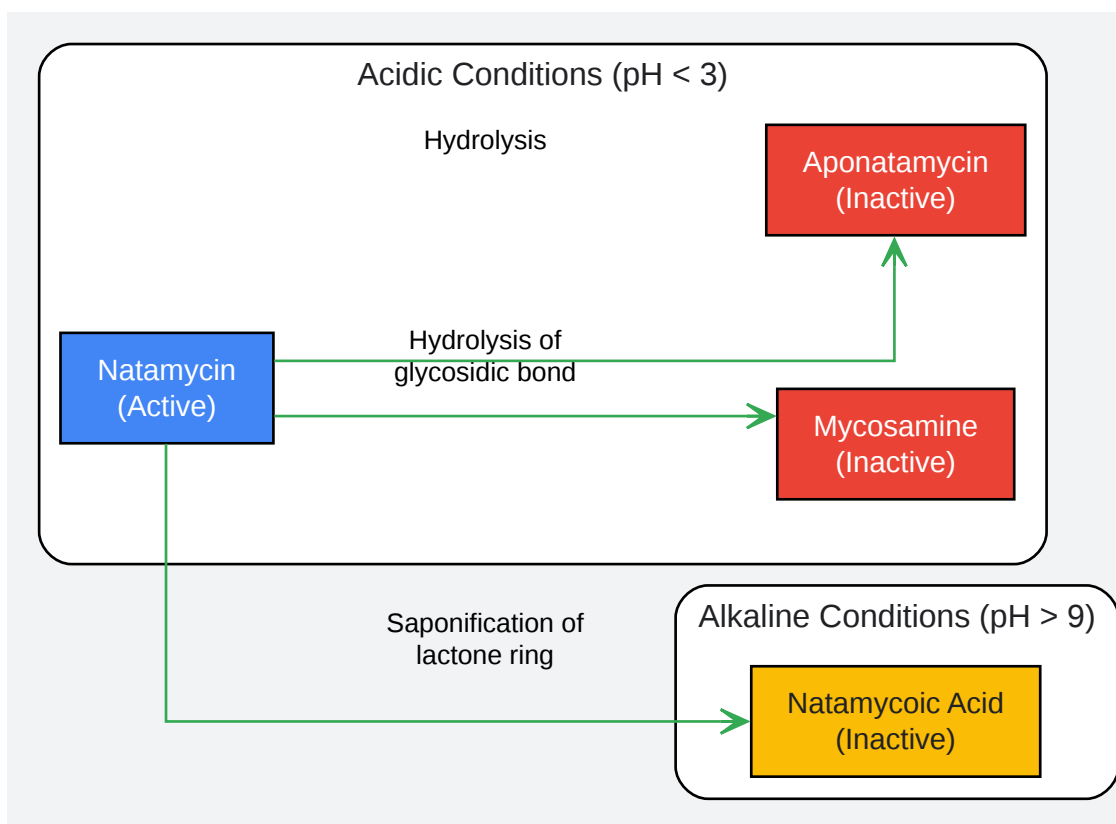 Acidic Conditions (pH < 3)
Hydrolysis
Aponatamycin
(Inactive)
Natamycin
(Active)
Hydrolysis of
glycosidic bond
Mycosamine
(Inactive)
Saponification of
lactone ring
Alkaline Conditions (pH > 9)
Natamycoic Acid
(Inactive)